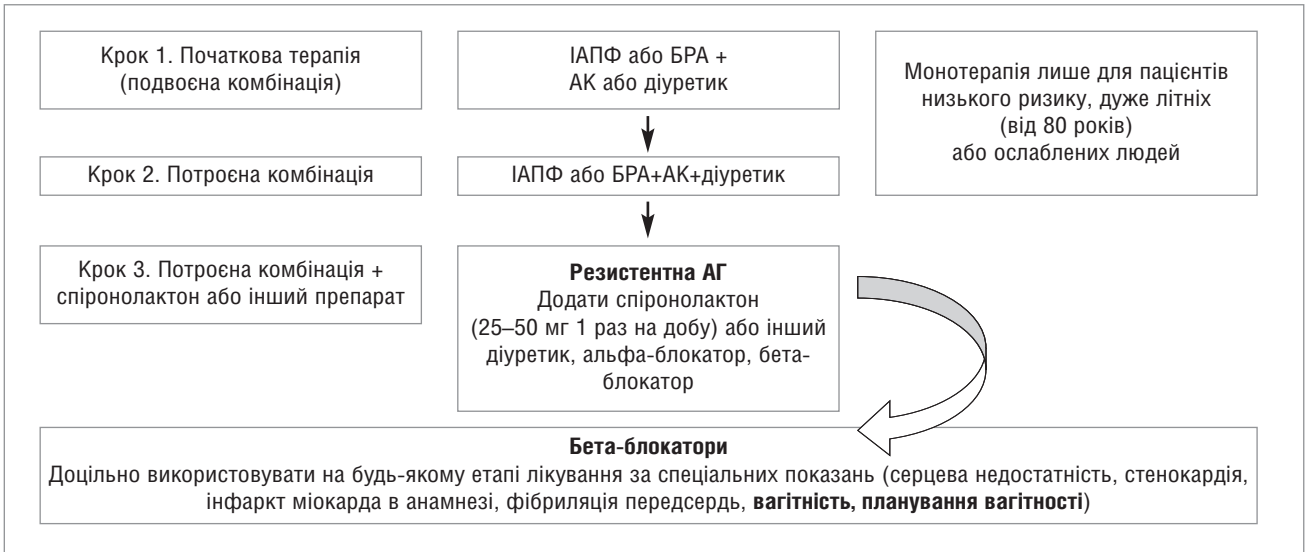 Крок 1. Початкова терапія
(подвоєна комбінація)
ІАПФ або БРА +
АК або діуретик
Монотерапія лише для пацієнтів
низького ризику, дуже літніх
(від 80 років)
або ослаблених людей
Крок 2. Потроєна комбінація
ІАПФ або БРА+АК+діуретик
Крок 3. Потроєна комбінація +
спіронолактон або інший препарат
Резистентна АГ
Додати спіронолактон
(25–50 мг 1 раз на добу) або інший
діуретик, альфа-блокатор, бета-
блокатор
Бета-блокатори
Доцільно використовувати на будь-якому етапі лікування за спеціальних показань (серцева недостатність, стенокардія,
інфаркт міокарда в анамнезі, фібриляція передсердь, вагітність, планування вагітності)